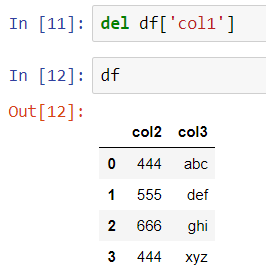 In [11]: del df['col1']
In [12]: df
Out[12]:
col2 col3
0 444 abc
1 555 def
2 666 ghi
3 444 xyz